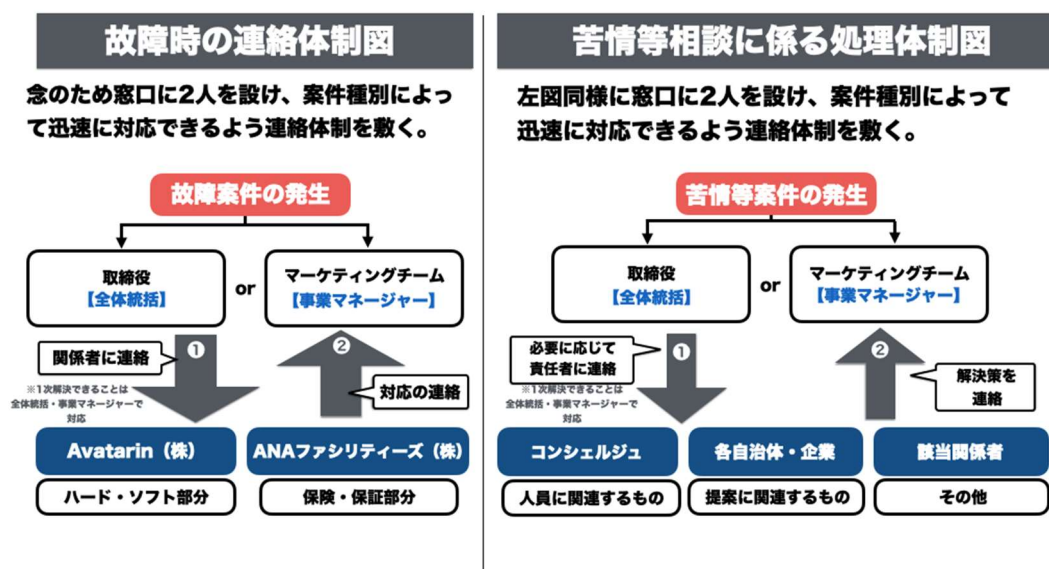 故障時の連絡体制図
念のため窓口に2人を設け、案件種別によっ
て迅速に対応できるよう連絡体制を敷く。
故障案件の発生
取締役
【全体統括】
or
マーケティングチーム
【事業マネージャー】
関係者に連絡
❶
❷
対応の連絡
※1次解決できることは
全体統括・事業マネージャーで
対応
Avatarin（株）
ANAファシリティーズ（株）
ハード・ソフト部分
保険・保証部分
苦情等相談に係る処理体制図
左図同様に窓口に2人を設け、案件種別によって
迅速に対応できるよう連絡体制を敷く。
苦情等案件の発生
取締役
【全体統括】
or
マーケティングチーム
【事業マネージャー】
必要に応じて
責任者に連絡
❶
❷
解決策を
連絡
※1次解決できることは
全体統括・事業マネージャーで
対応
コンシェルジュ
各自治体・企業
該当関係者
人員に関連するもの
提案に関連するもの
その他